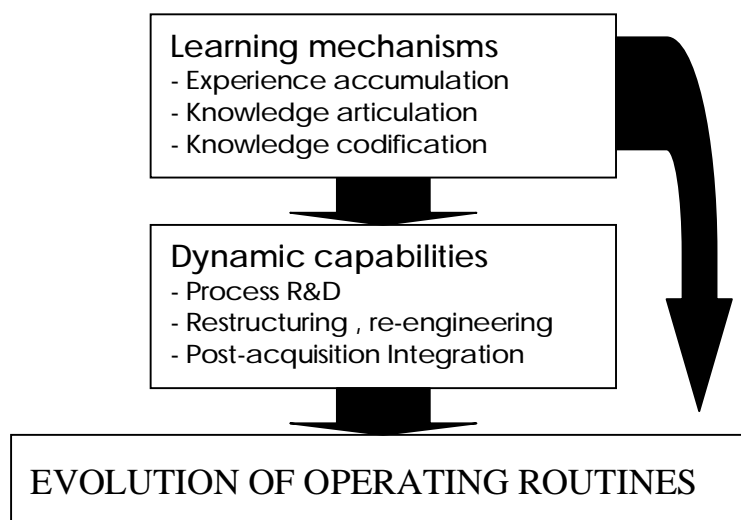 Learning mechanisms
- Experience accumulation
- Knowledge articulation
- Knowledge codification
Dynamic capabilities
- Process R&D
- Restructuring , re-engineering
- Post-acquisition Integration
EVOLUTION OF OPERATING ROUTINES